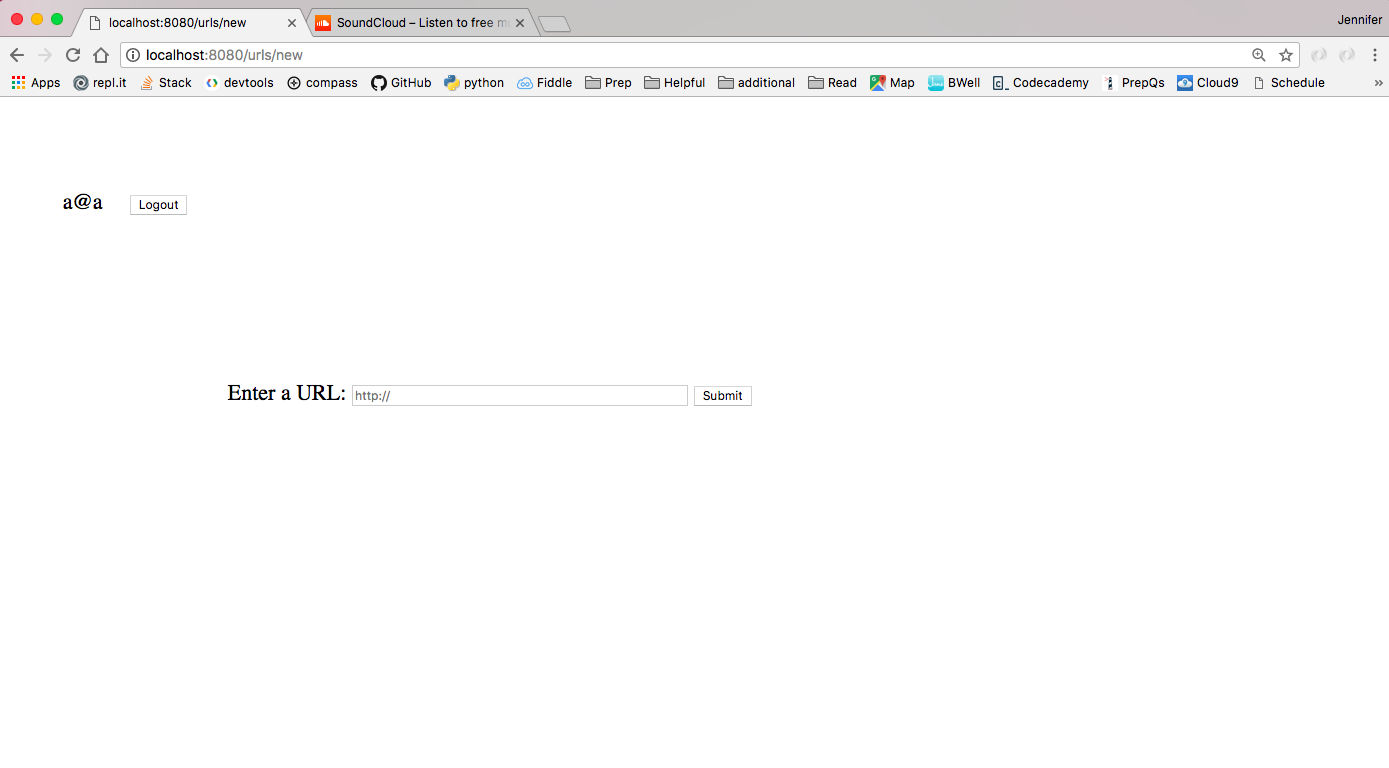 localhost:8080/urls/new SoundCloud – Listen to free m Jennifer
localhost:8080/urls/new
Apps repl.it Stack devtools compass GitHub python Fiddle Prep Helpful additional Read Map BWell Codecademy PrepQs Cloud9 Schedule »
a@a Logout
Enter a URL: http:// Submit